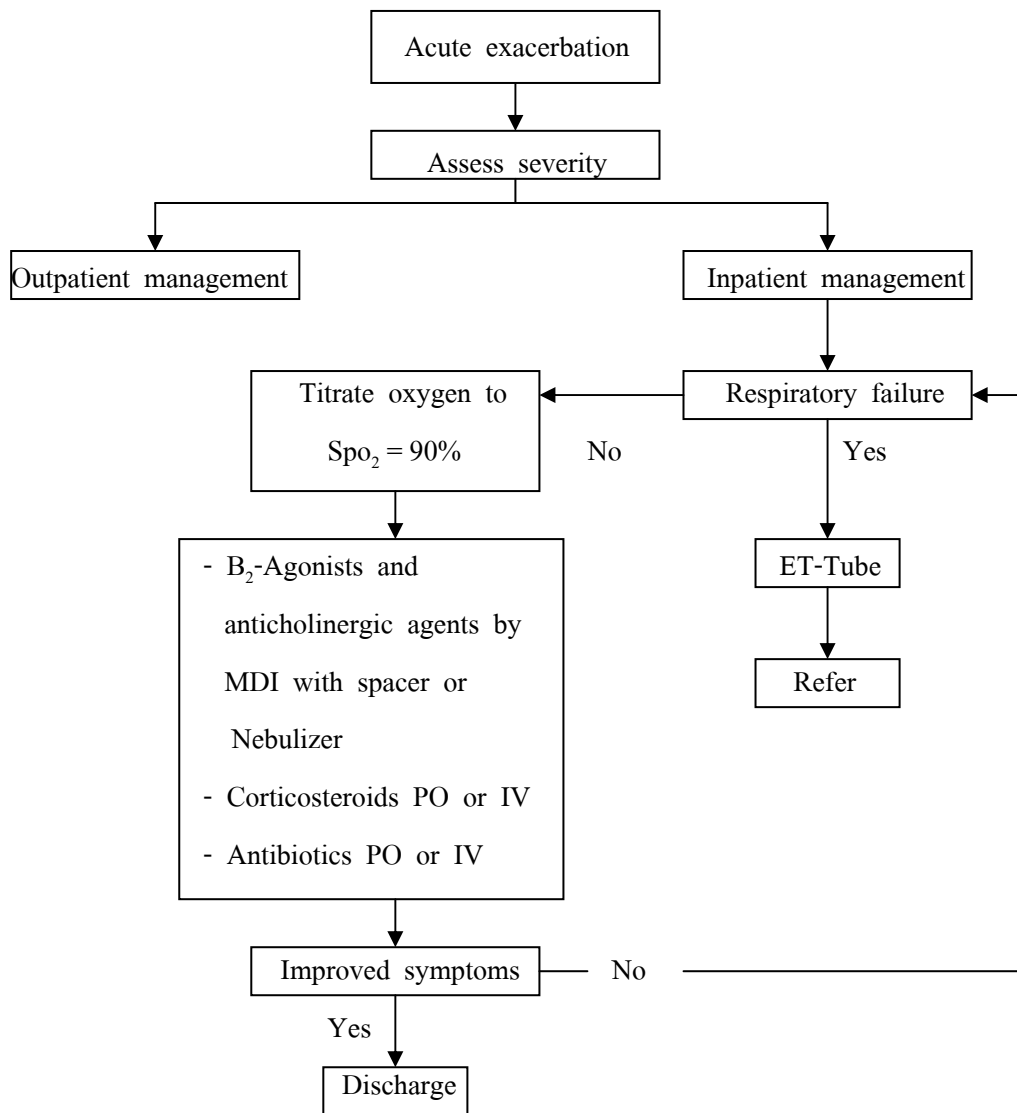 Acute exacerbation
Assess severity
Outpatient management
Inpatient management
Titrate oxygen to
Spo₂ = 90%
No
Respiratory failure
Yes
- B₂-Agonists and
anticholinergic agents by
MDI with spacer or
Nebulizer
- Corticosteroids PO or IV
- Antibiotics PO or IV
ET-Tube
Refer
Improved symptoms
No
Yes
Discharge